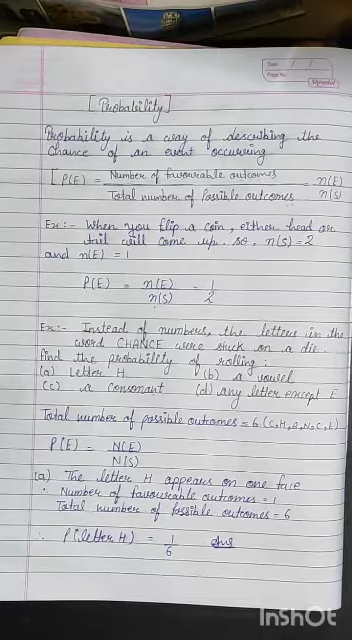 Date / /
Page No.
[Probability]
Probability is a way of describing the
Chance of an event occurring
[P(E) = Number of favourable outcomes / Total number of Possible outcomes = n(E) / n(S)
Ex:- When you flip a coin, either head or
tail will come up. so, n(S)=2
and n(E)=1
P(E) = n(E) / n(S) = 1/2
Ex:- Instead of numbers, the letters in the
word CHANCE were stuck on a die.
find the probability of rolling:
(a) Letter H (b) a vowel
(c) a consonant (d) any letter except E
Total number of possible outcomes = 6 (C,H,A,N,C,E)
P(E) = N(E) / N(S)
(a) The letter H appears on one face
∴ Number of favourable outcomes = 1
Total number of Possible outcomes = 6
∴ P(letter H) = 1/6 Ans
InShot